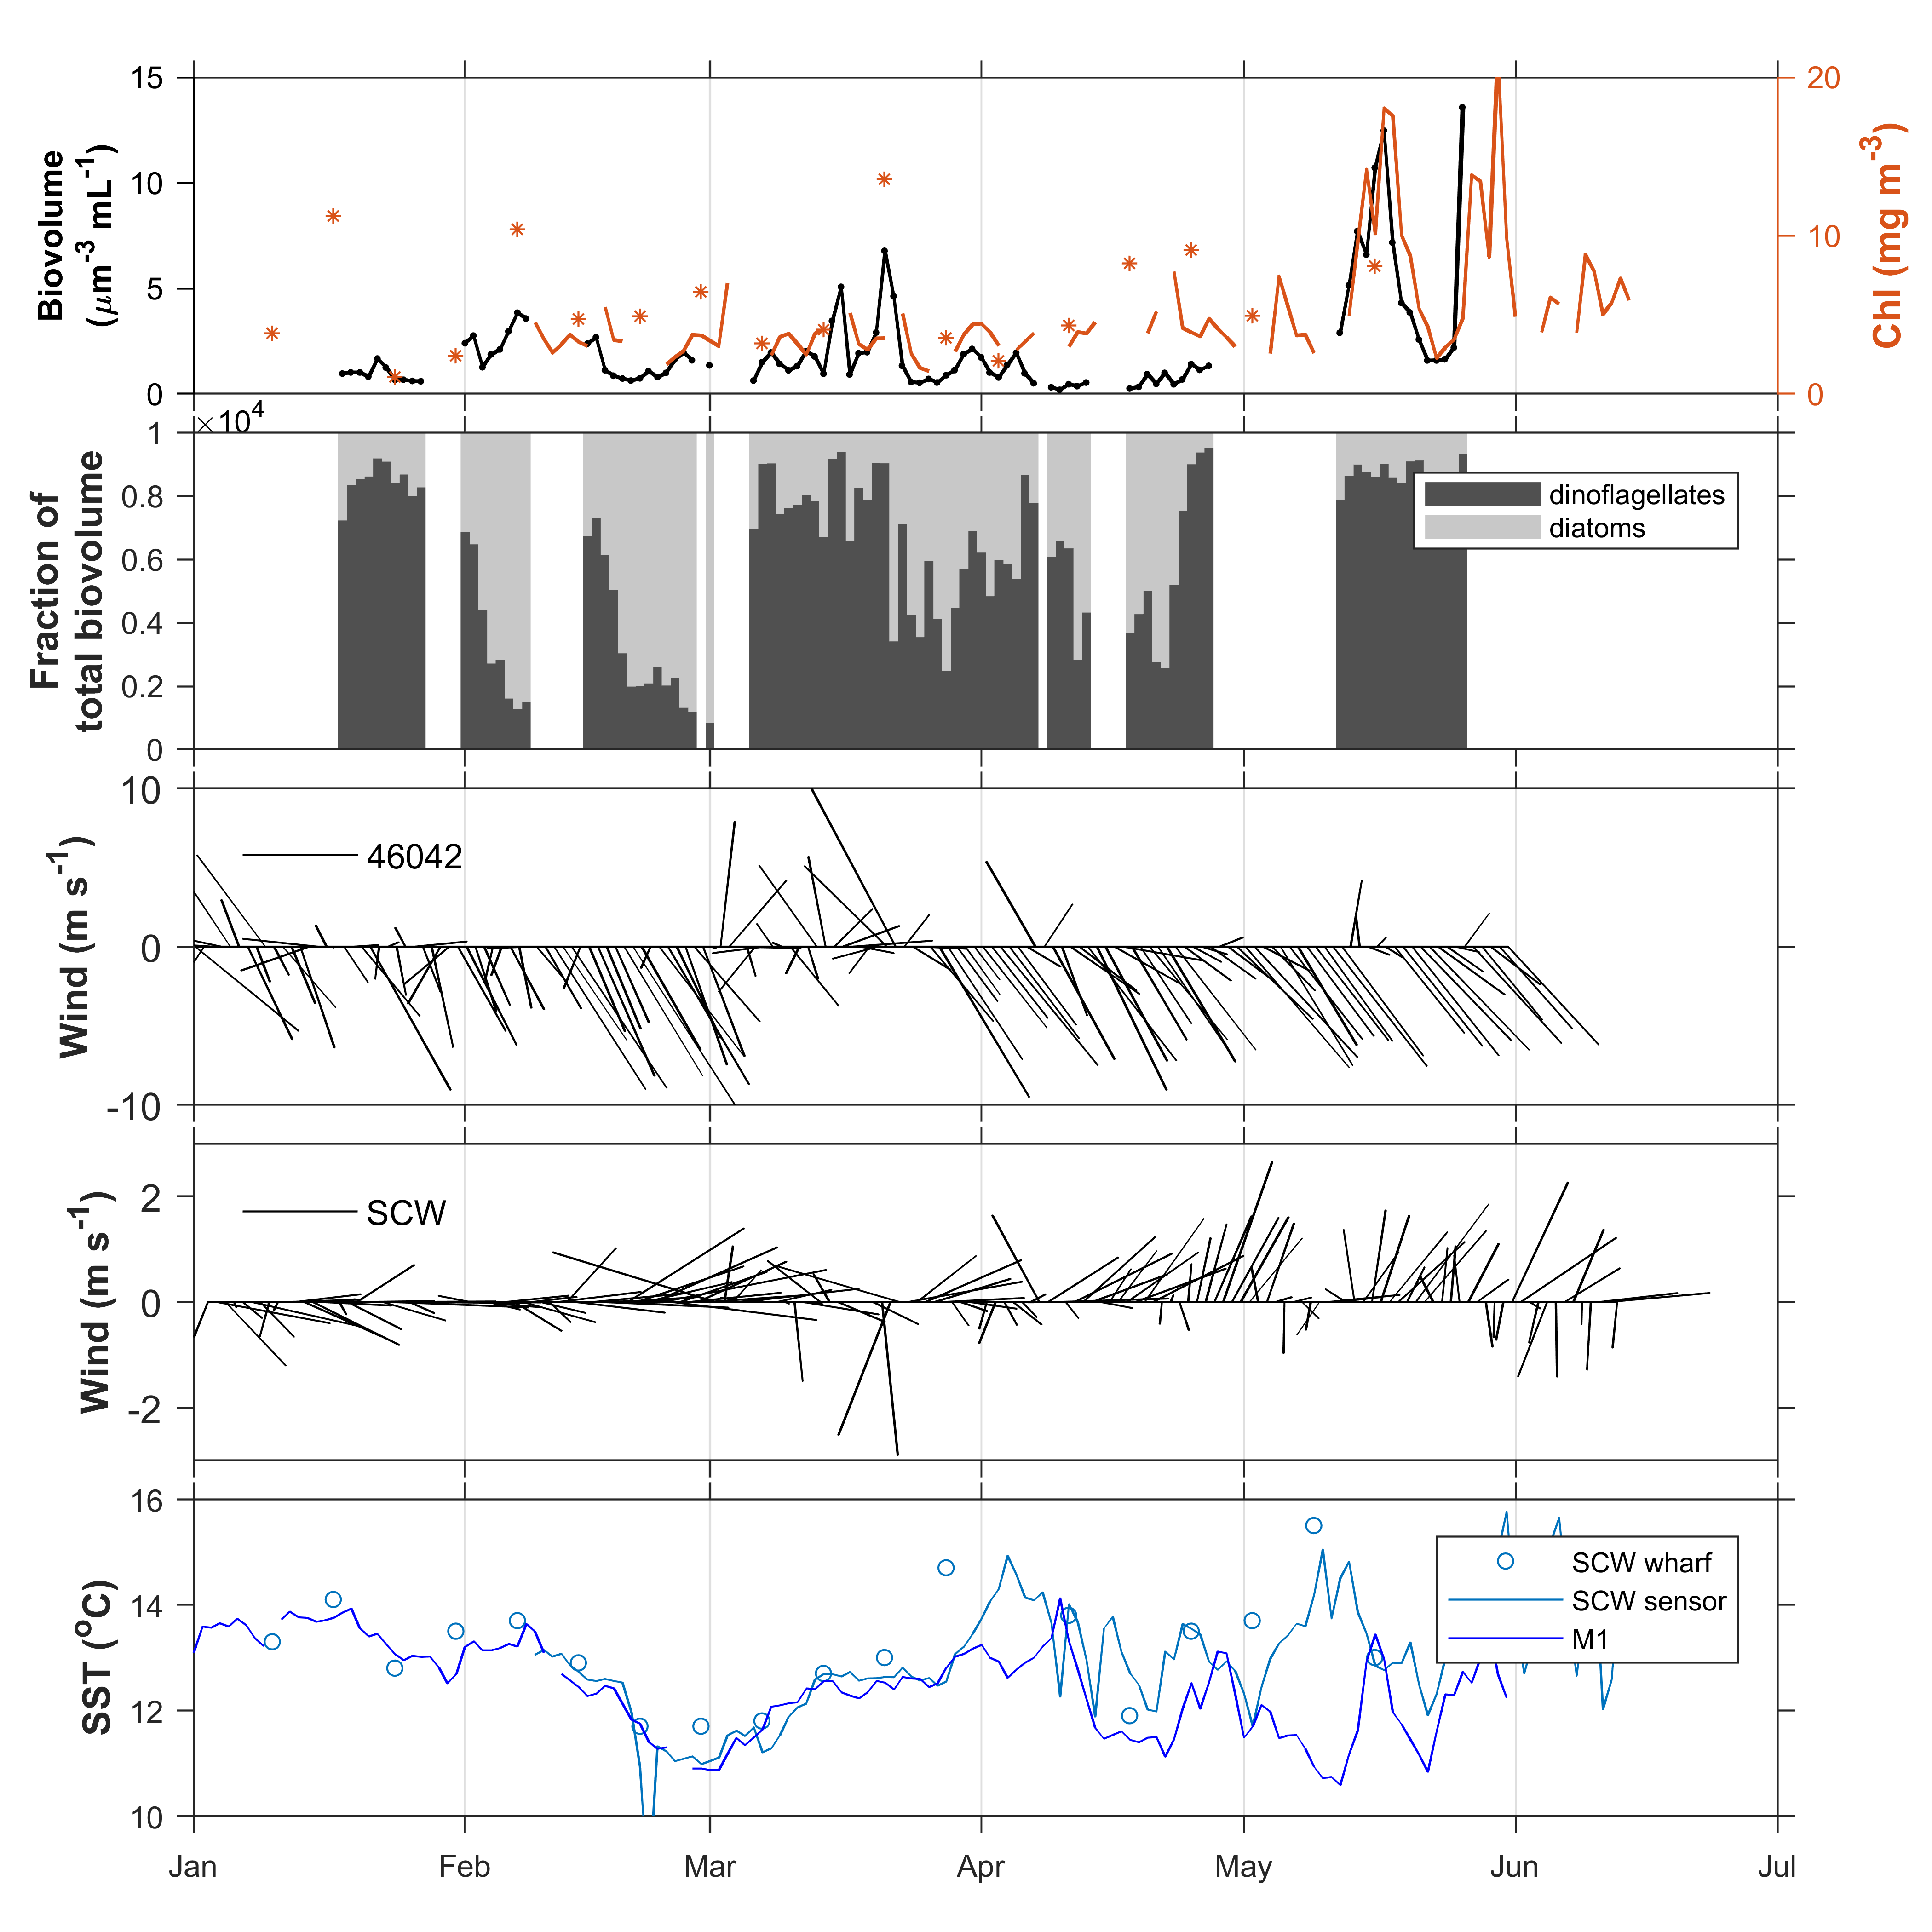 15
10
5
0
Biovolume
(μm-3 mL-1)
20
10
0
Chl (mg m-3)
×104
1
0.8
0.6
0.4
0.2
0
Fraction of
total biovolume
dinoflagellates
diatoms
10
0
-10
Wind (m s-1)
46042
2
0
-2
Wind (m s-1)
SCW
16
14
12
10
SST (oC)
SCW wharf
SCW sensor
M1
Jan Feb Mar Apr May Jun Jul